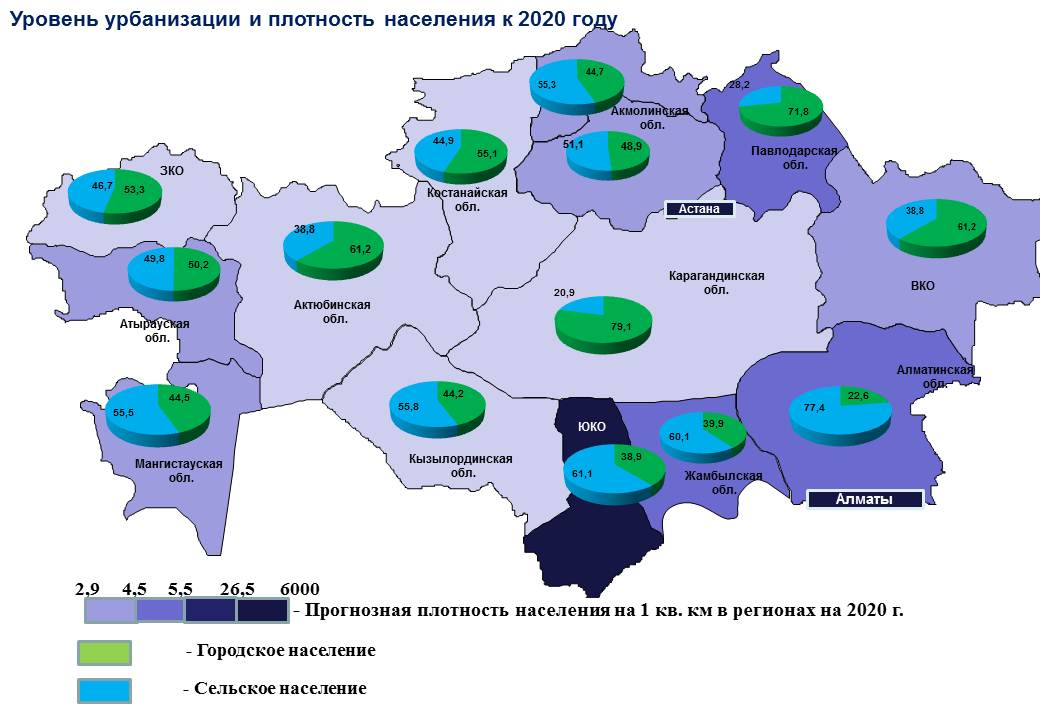 Уровень урбанизации и плотность населения к 2020 году
55,3
44,7
Акмолинская
обл.
28,2
71,8
Павлодарская
обл.
44,9
55,1
Костанайская
обл.
51,1
48,9
ЗКО
46,7
53,3
Астана
38,8
61,2
ВКО
38,8
61,2
Актюбинская
обл.
49,8
50,2
Атырауская
обл.
Карагандинская
обл.
20,9
79,1
Алматинская
обл.
77,4
22,6
55,5
44,5
Мангистауская
обл.
55,8
44,2
Кызылординская
обл.
ЮКО
61,1
38,9
60,1
39,9
Жамбылская
обл.
Алматы
2,9 4,5 5,5 26,5 6000
- Прогнозная плотность населения на 1 кв. км в регионах на 2020 г.
- Городское население
- Сельское население